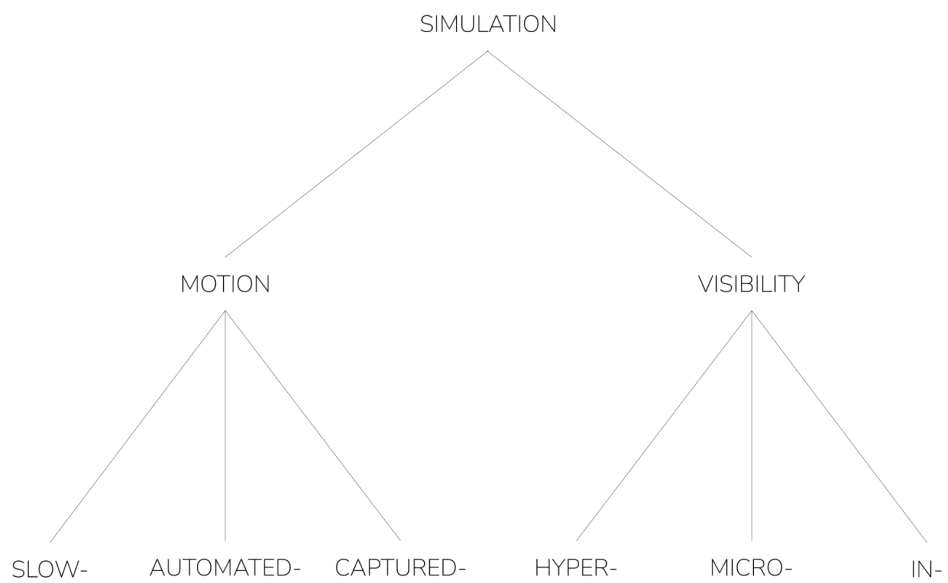 SIMULATION
MOTION
VISIBILITY
SLOW-
AUTOMATED-
CAPTURED-
HYPER-
MICRO-
IN-